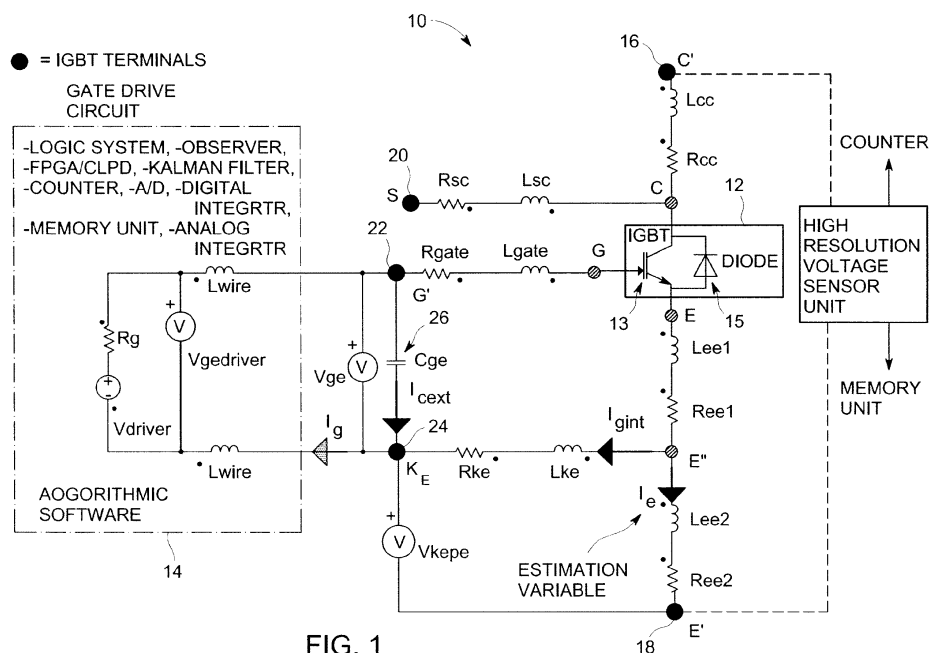 10
16
C'
= IGBT TERMINALS
GATE DRIVE
CIRCUIT
Lcc
-LOGIC SYSTEM, -OBSERVER,
-FPGA/CLPD, -KALMAN FILTER,
-COUNTER, -A/D, -DIGITAL
INTEGRTR,
-MEMORY UNIT, -ANALOG
INTEGRTR
COUNTER
20
S
Rsc
Lsc
Rcc
C
12
22
Rgate
Lgate
G
IGBT
DIODE
HIGH
RESOLUTION
VOLTAGE
SENSOR
UNIT
Lwire
G'
13
15
E
Rg
+
V
Vgedriver
+
V
Vge
26
Cge
Lee1
MEMORY
UNIT
+
-
Vdriver
I cext
Ree1
Ig
24
Igint
Lwire
KE
Rke
Lke
E"
AOGORITHMIC
SOFTWARE
+
V
Vkepe
Ie
Lee2
14
ESTIMATION
VARIABLE
Ree2
18
E'
FIG. 1